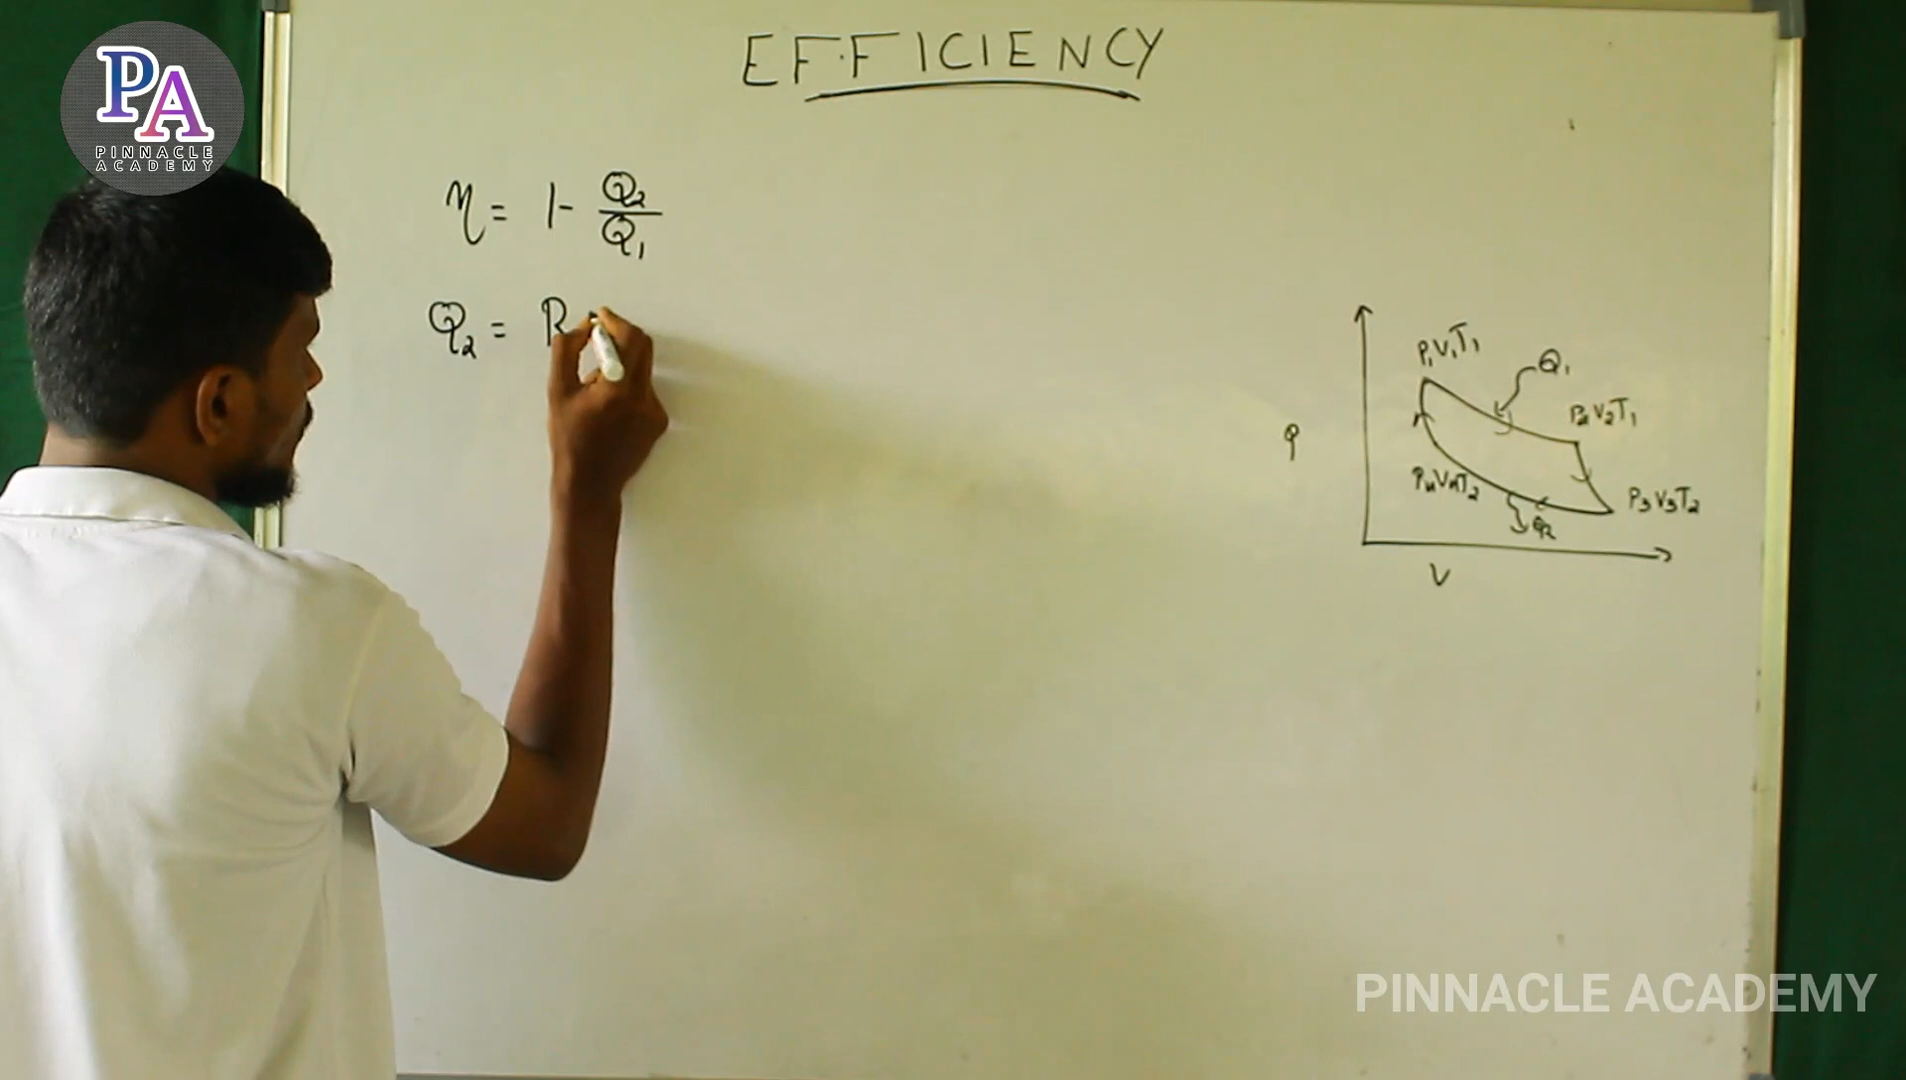 PA
PINNACLE
ACADEMY
EFFICIENCY
η = 1 - Q₂/Q₁
Q₂ = R
P₁V₁T₁
Q₁
P₂V₂T₁
P
P₄V₄T₂
P₃V₃T₂
Q₂
V
PINNACLE ACADEMY